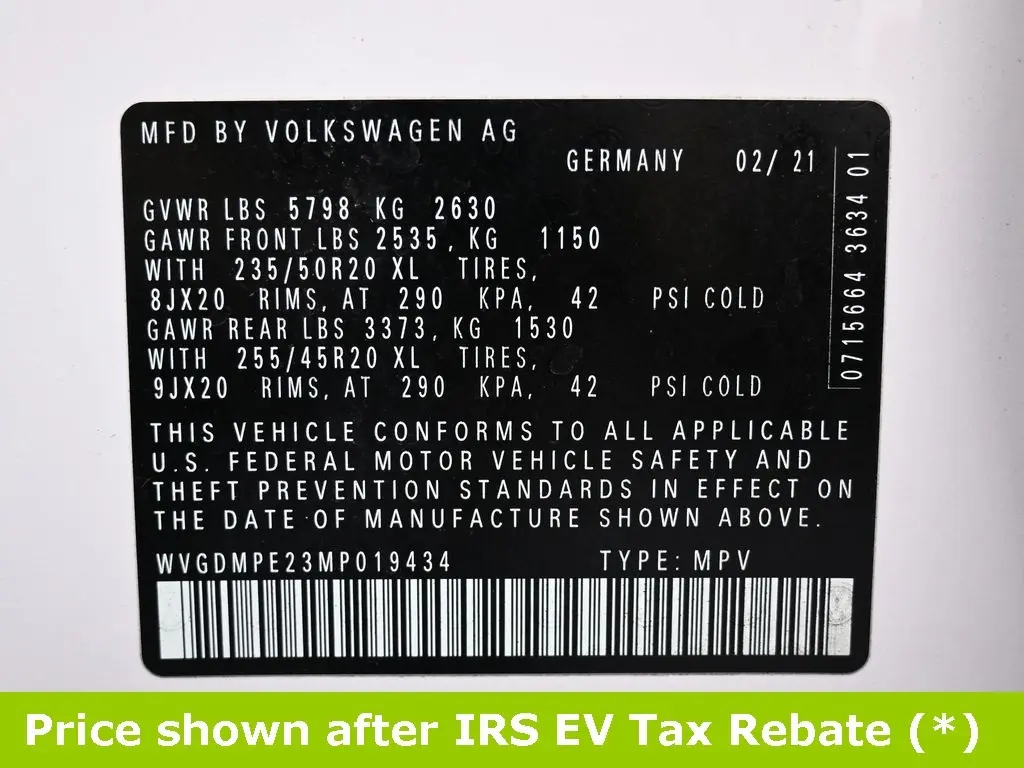 MFD BY VOLKSWAGEN AG
GERMANY 02/ 21
GVWR LBS 5798 KG 2630
GAWR FRONT LBS 2535, KG 1150
WITH 235/50R20 XL TIRES,
8JX20 RIMS, AT 290 KPA, 42 PSI COLD
GAWR REAR LBS 3373, KG 1530
WITH 255/45R20 XL TIRES,
9JX20 RIMS, AT 290 KPA, 42 PSI COLD
0715664 3634 01
THIS VEHICLE CONFORMS TO ALL APPLICABLE
U.S. FEDERAL MOTOR VEHICLE SAFETY AND
THEFT PREVENTION STANDARDS IN EFFECT ON
THE DATE OF MANUFACTURE SHOWN ABOVE.
WVGDMPE23MP019434 TYPE: MPV
Price shown after IRS EV Tax Rebate (*)